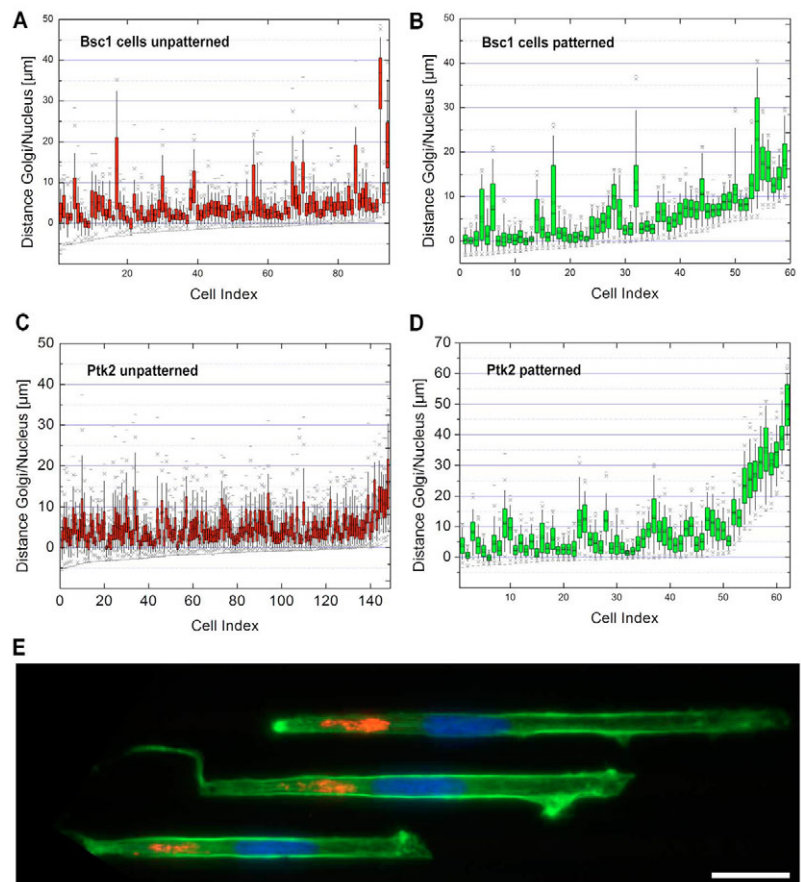 A
Bsc1 cells unpatterned
Distance Golgi/Nucleus [µm]
50
40
30
20
10
0
20 40 60 80
Cell Index
B
Bsc1 cells patterned
Distance Golgi/Nucleus [µm]
50
40
30
20
10
0
0 10 20 30 40 50 60
Cell Index
C
Ptk2 unpatterned
Distance Golgi/Nucleus [µm]
50
40
30
20
10
0
0 20 40 60 80 100 120 140
Cell Index
D
Ptk2 patterned
Distance Golgi/Nucleus [µm]
70
60
50
40
30
20
10
0
10 20 30 40 50 60
Cell Index
E